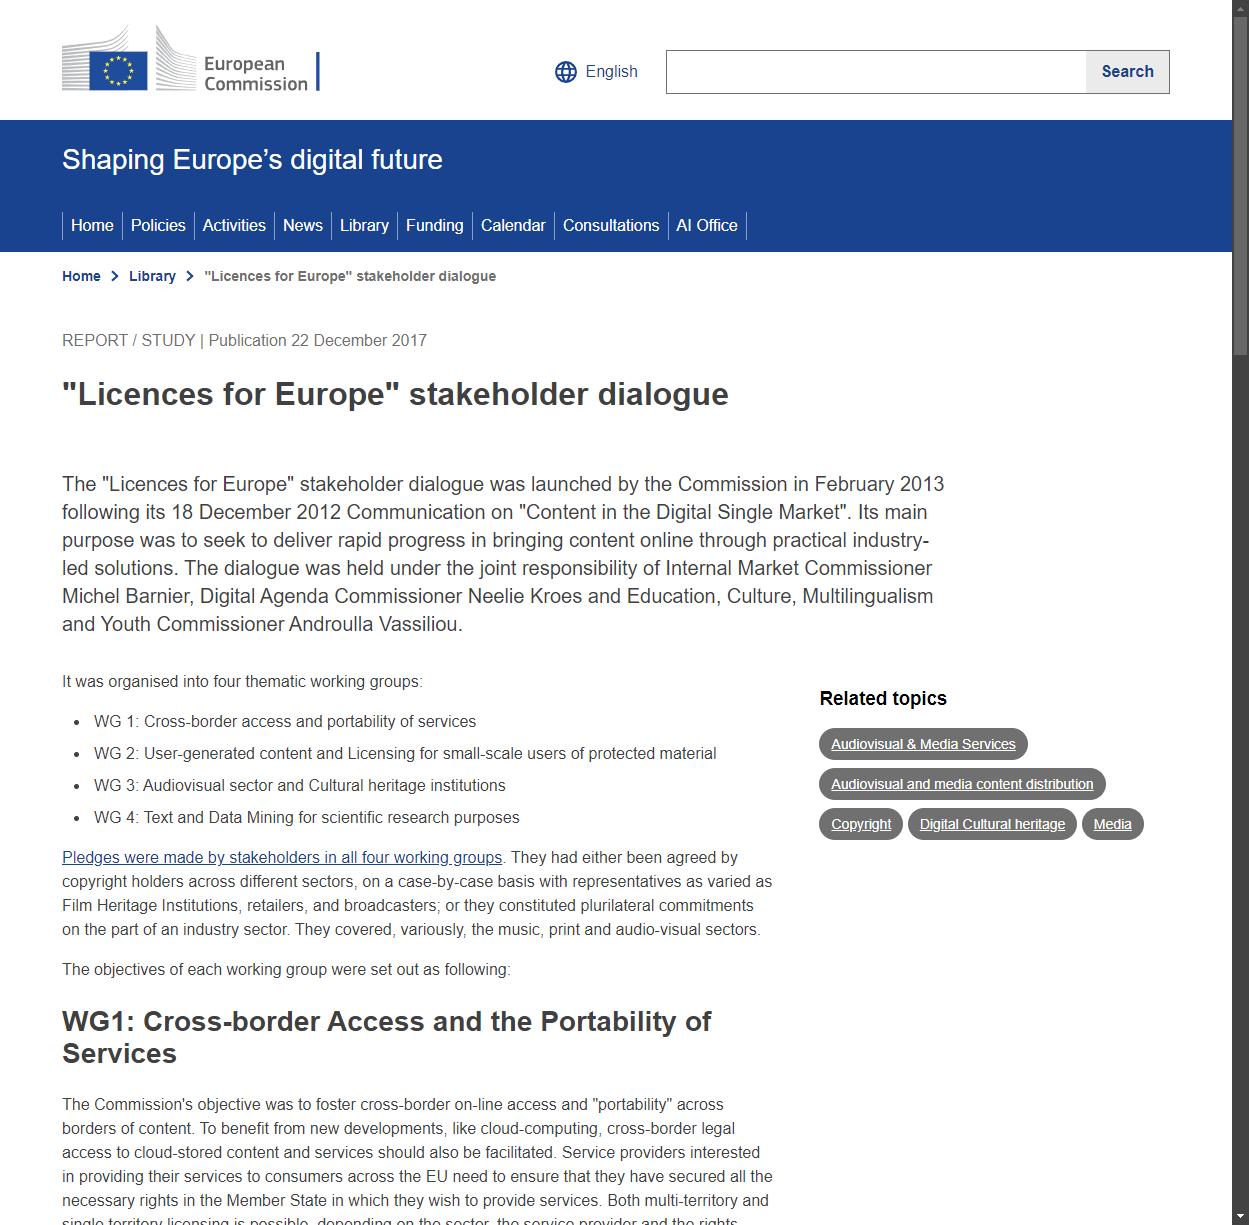 European
Commission
English
Search
Shaping Europe’s digital future
Home
Policies
Activities
News
Library
Funding
Calendar
Consultations
AI Office
Home > Library > "Licences for Europe" stakeholder dialogue
REPORT / STUDY | Publication 22 December 2017
"Licences for Europe" stakeholder dialogue
The "Licences for Europe" stakeholder dialogue was launched by the Commission in February 2013
following its 18 December 2012 Communication on "Content in the Digital Single Market". Its main
purpose was to seek to deliver rapid progress in bringing content online through practical industry-
led solutions. The dialogue was held under the joint responsibility of Internal Market Commissioner
Michel Barnier, Digital Agenda Commissioner Neelie Kroes and Education, Culture, Multilingualism
and Youth Commissioner Androulla Vassiliou.
It was organised into four thematic working groups:
• WG 1: Cross-border access and portability of services
• WG 2: User-generated content and Licensing for small-scale users of protected material
• WG 3: Audiovisual sector and Cultural heritage institutions
• WG 4: Text and Data Mining for scientific research purposes
Pledges were made by stakeholders in all four working groups. They had either been agreed by
copyright holders across different sectors, on a case-by-case basis with representatives as varied as
Film Heritage Institutions, retailers, and broadcasters; or they constituted plurilateral commitments
on the part of an industry sector. They covered, variously, the music, print and audio-visual sectors.
The objectives of each working group were set out as following:
WG1: Cross-border Access and the Portability of
Services
The Commission's objective was to foster cross-border on-line access and "portability" across
borders of content. To benefit from new developments, like cloud-computing, cross-border legal
access to cloud-stored content and services should also be facilitated. Service providers interested
in providing their services to consumers across the EU need to ensure that they have secured all the
necessary rights in the Member State in which they wish to provide services. Both multi-territory and
single territory licensing is possible, depending on the sector, the service provider and the rights
Related topics
Audiovisual & Media Services
Audiovisual and media content distribution
Copyright
Digital Cultural heritage
Media